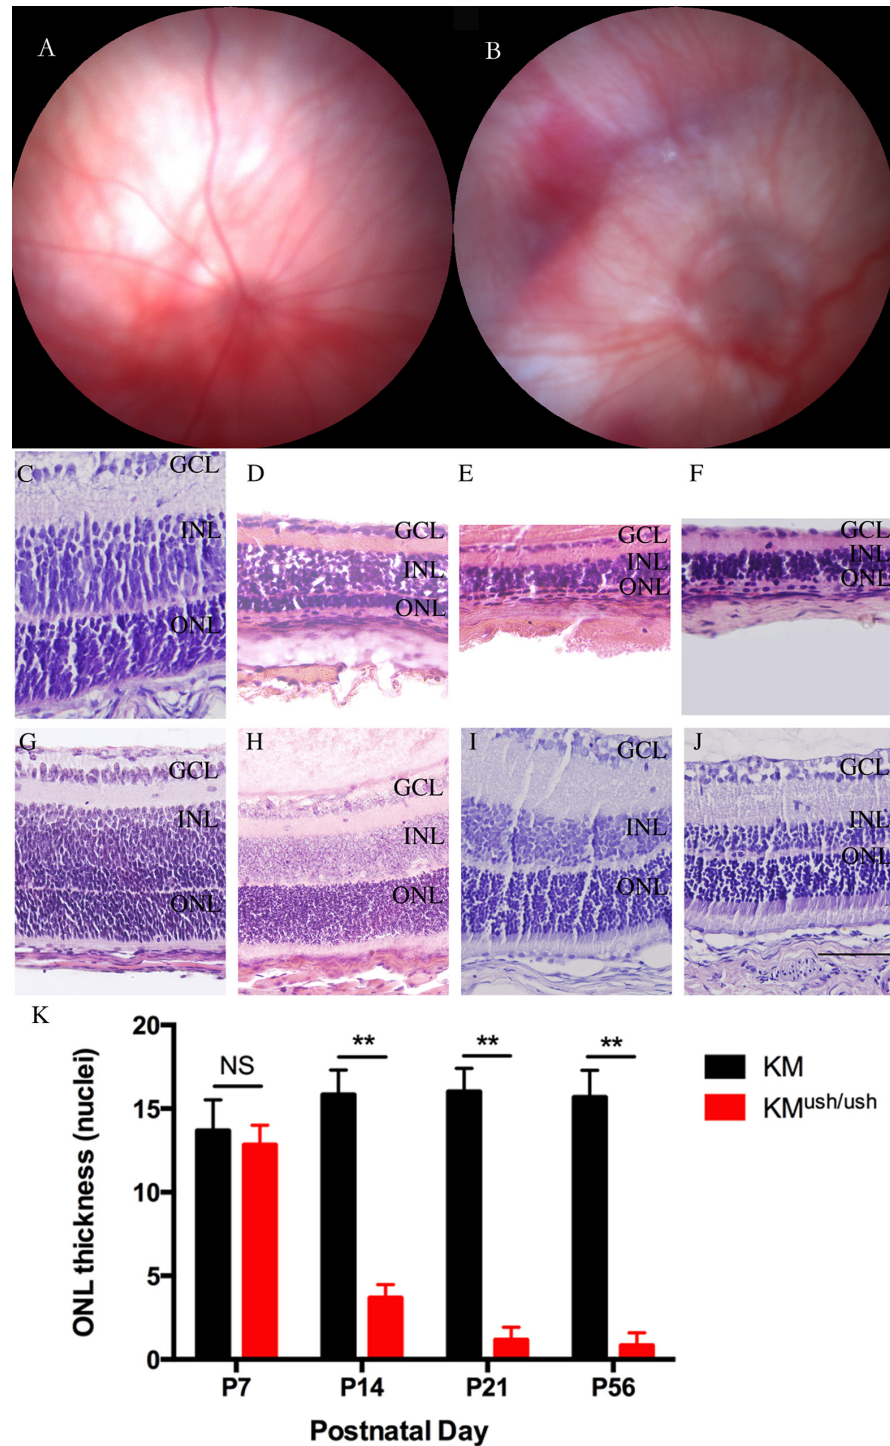 A
B
C
GCL
INL
ONL
D
GCL
INL
ONL
E
GCL
INL
ONL
F
GCL
INL
ONL
G
GCL
INL
ONL
H
GCL
INL
ONL
I
GCL
INL
ONL
J
GCL
INL
ONL
K
20
15
10
5
0
ONL thickness (nuclei)
NS
**
**
**
KM
KMush/ush
P7 P14 P21 P56
Postnatal Day